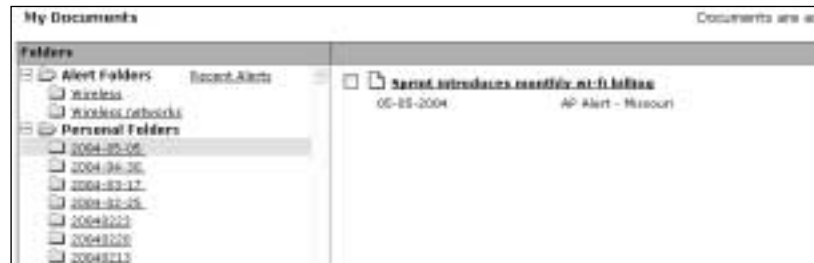 My Documents
Documents are
Folders
Alert Folders Recent Alerts
Wireless
Wireless networks
Personal Folders
2004-05-05
2004-04-30
2004-03-17
2004-02-25
20040223
20040220
20040213
Sprint introduces monthly wi-fi billing
05-05-2004 AP Alert - Missouri